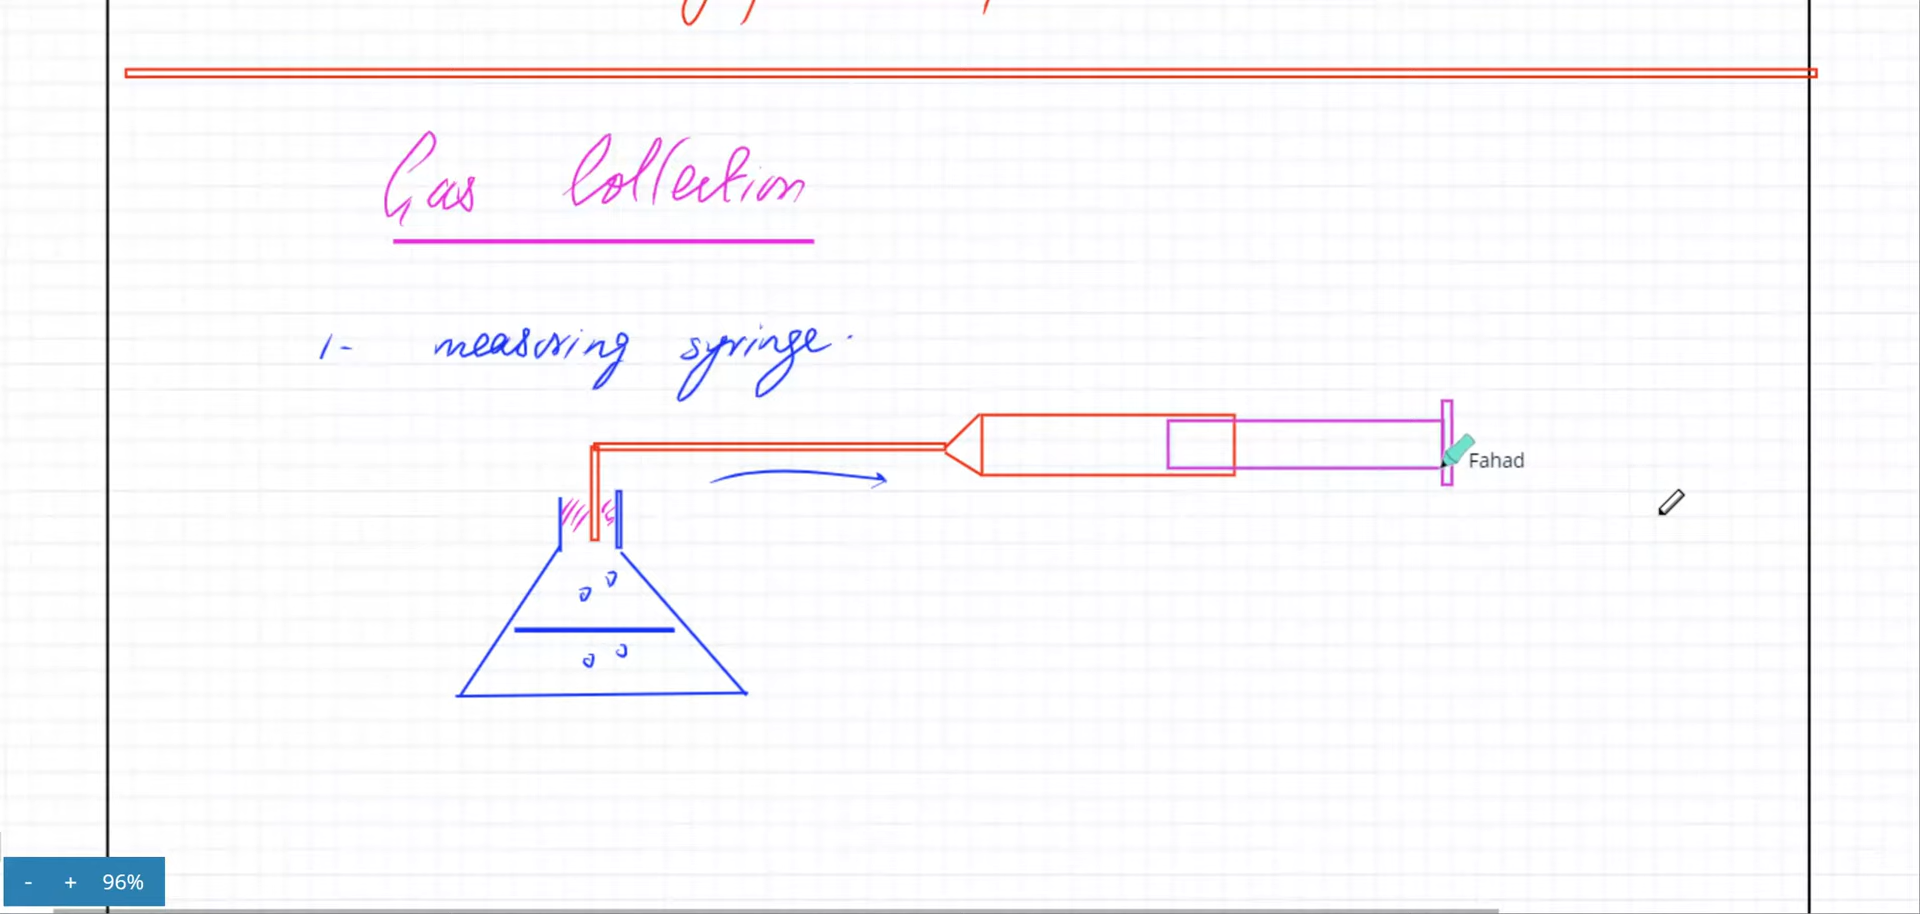 Gas Collection
1- measuring syringe.
Fahad
- + 96%